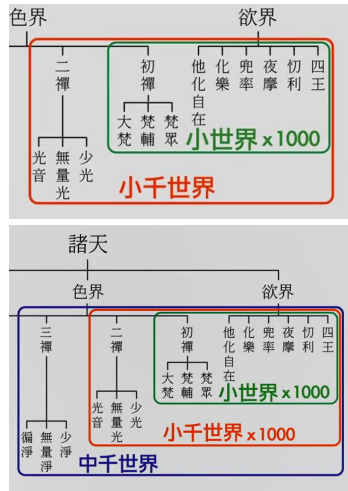 色界
欲界
二禪
初禪
他化自在
化樂
兜率
夜摩
忉利
四王
大梵
梵輔
梵眾
光音
無量光
少光
小世界 x 1000
小千世界
諸天
色界
欲界
三禪
二禪
初禪
他化自在
化樂
兜率
夜摩
忉利
四王
大梵
梵輔
梵眾
光音
無量光
少光
小世界 x 1000
徧淨
無量淨
少淨
小千世界 x 1000
中千世界